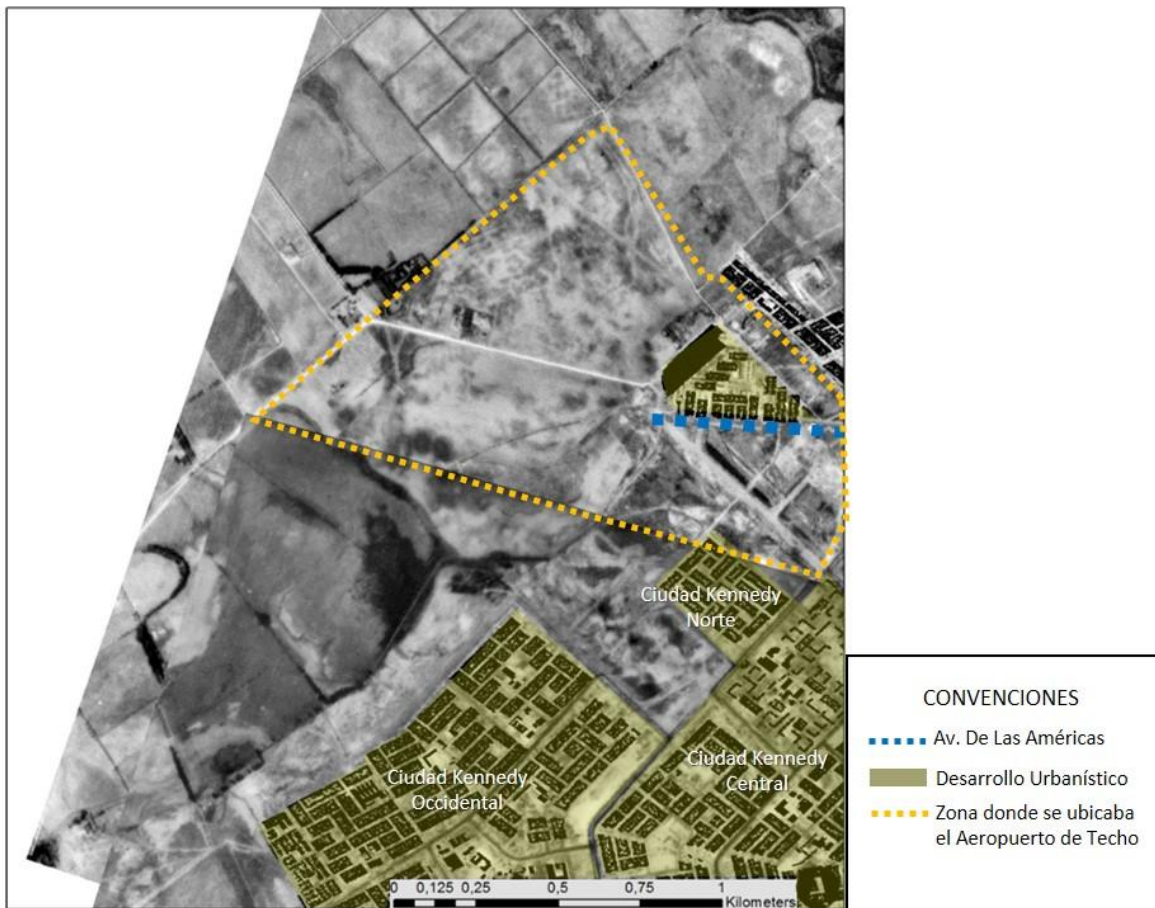 Ciudad Kennedy
Norte
Ciudad Kennedy
Occidental
Ciudad Kennedy
Central
0 0,125 0,25 0,5 0,75 1
Kilometers
CONVENCIONES
Av. De Las Américas
Desarrollo Urbanístico
Zona donde se ubicaba
el Aeropuerto de Techo